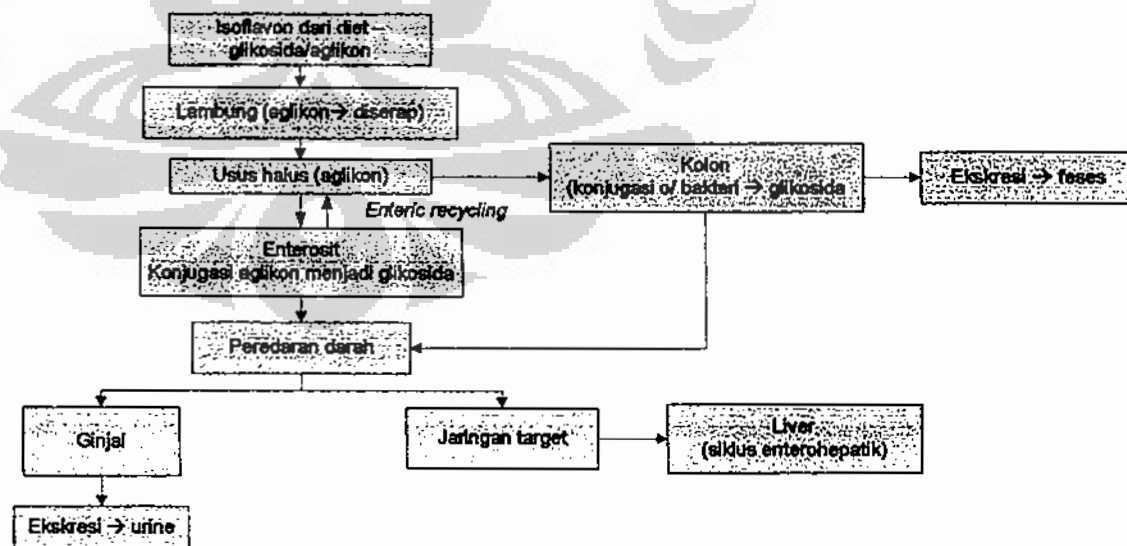 Isoflavon dari diet –
glikosida/aglikon
Lambung (aglikon → diserap)
Usus halus (aglikon)
Kolon
(konjugasi o/ bakteri → glikosida
Ekskresi → feses
Enteric recycling
Enterosit
Konjugasi aglikon menjadi glikosida
Peredaran darah
Ginjal
Jaringan target
Liver
(siklus enterohepatik)
Ekskresi → urine